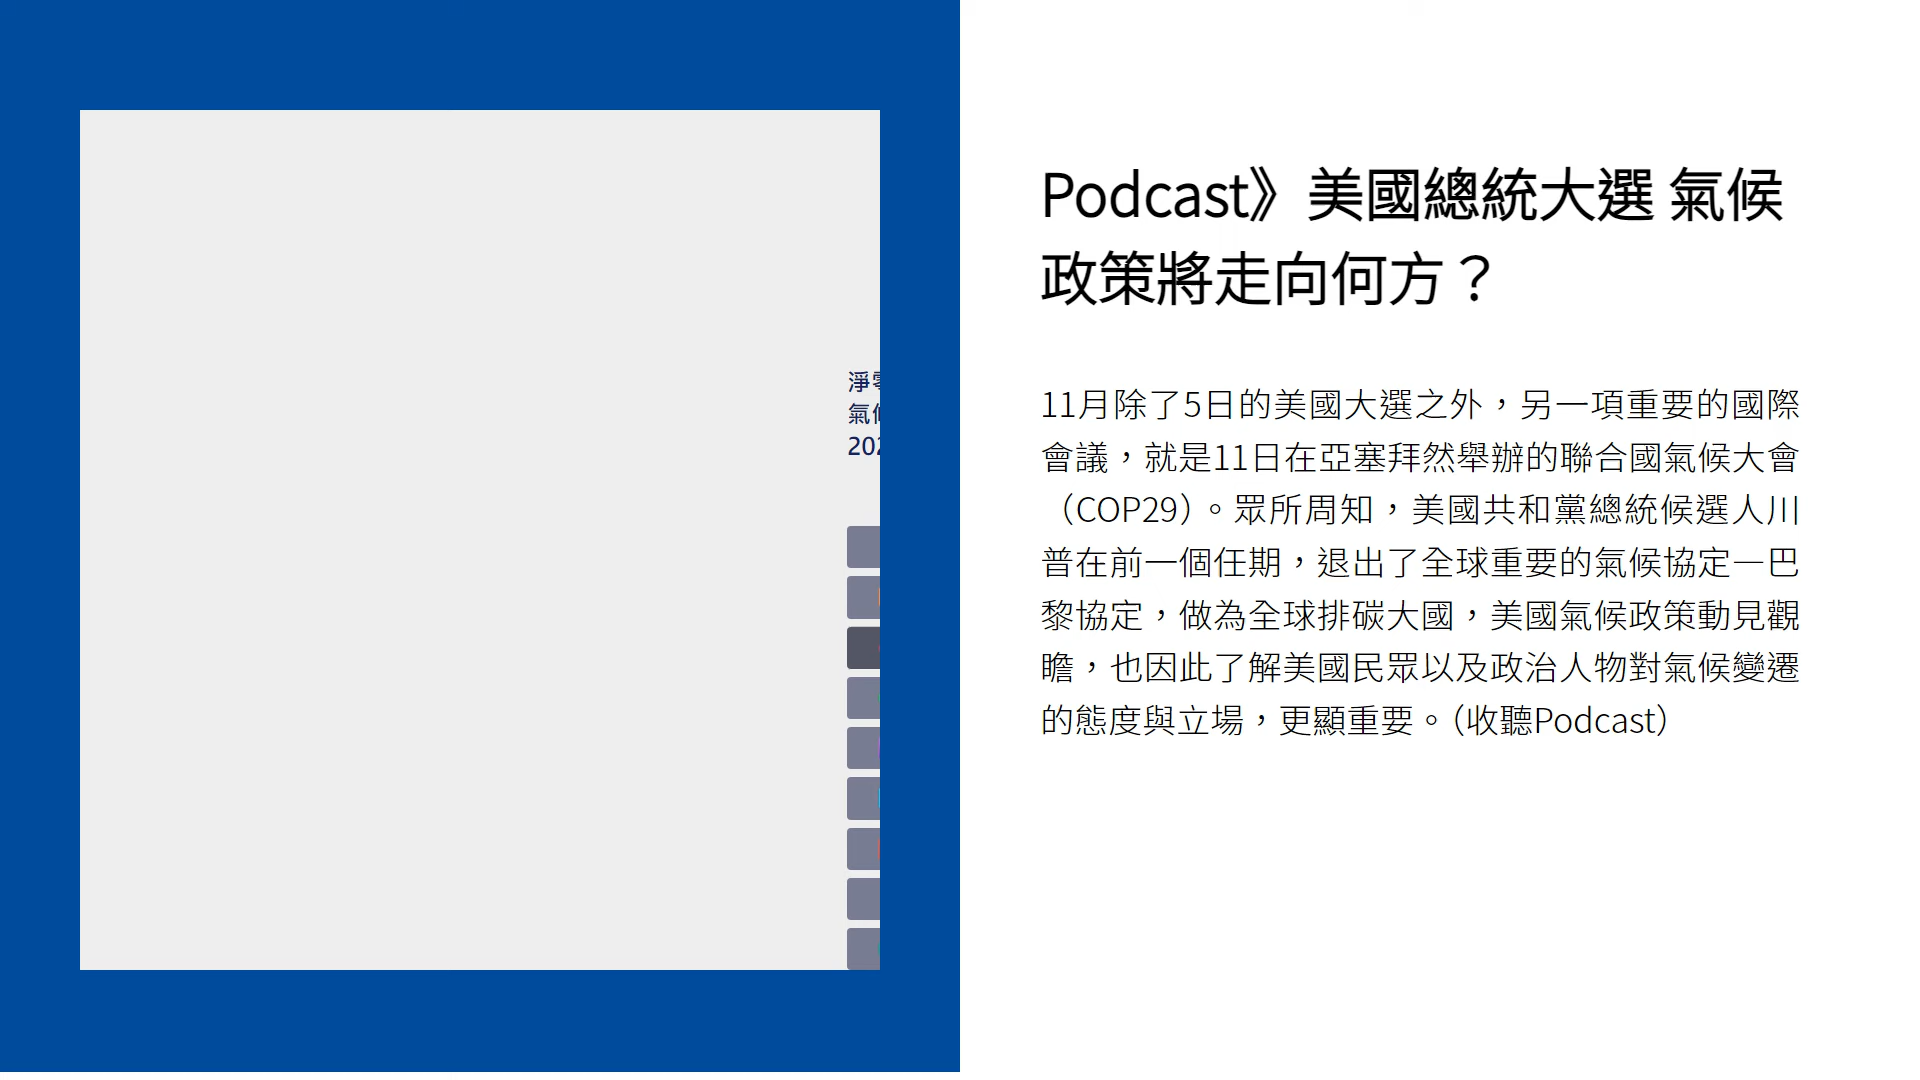 淨
氣
202
Podcast》美國總統大選 氣候
政策將走向何方？
11月除了5日的美國大選之外，另一項重要的國際
會議，就是11日在亞塞拜然舉辦的聯合國氣候大會
（COP29）。眾所周知，美國共和黨總統候選人川
普在前一個任期，退出了全球重要的氣候協定—巴
黎協定，做為全球排碳大國，美國氣候政策動見觀
瞻，也因此了解美國民眾以及政治人物對氣候變遷
的態度與立場，更顯重要。（收聽Podcast）